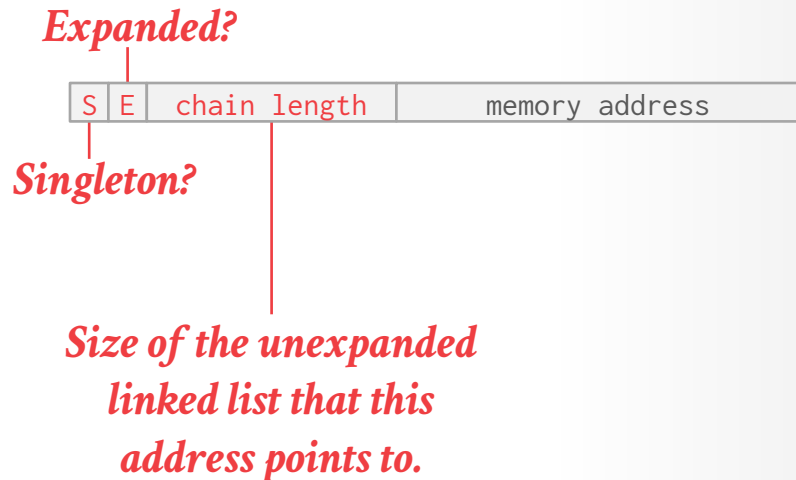 Expanded?
S E chain length memory address
Singleton?
Size of the unexpanded
linked list that this
address points to.